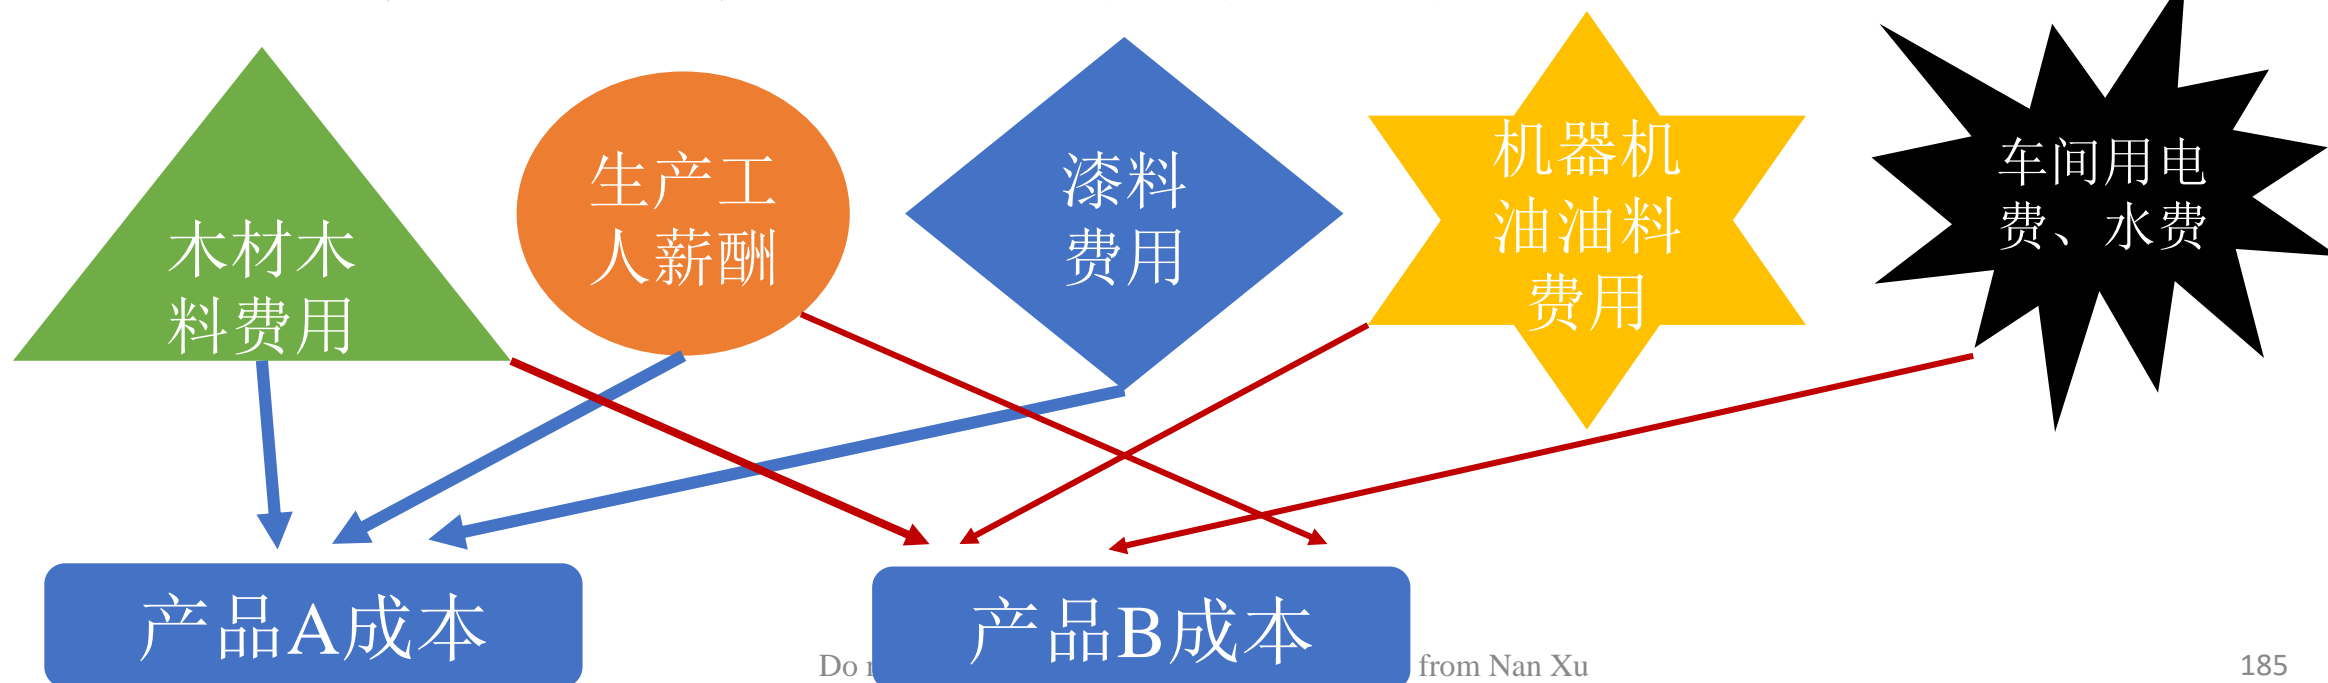 木材木
料费用
生产工
人薪酬
漆料
费用
机器机
油油料
费用
车间用电
费、水费
产品A成本
产品B成本
Do
from Nan Xu
185